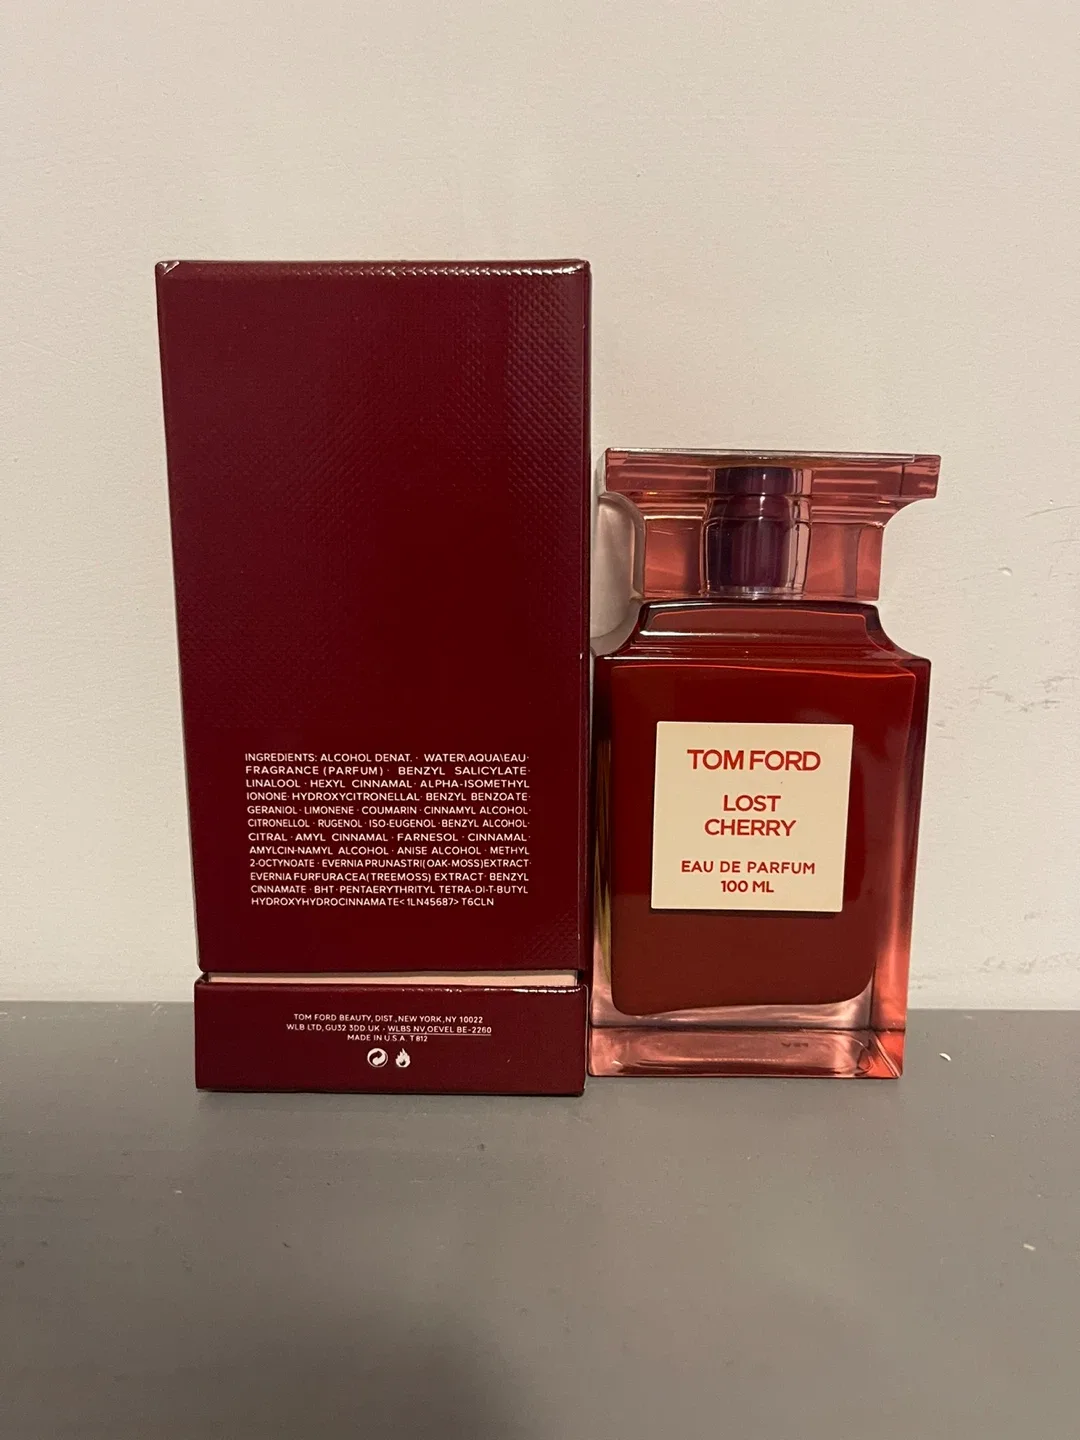 INGREDIENTS: ALCOHOL DENAT. · WATER\AQUA\EAU·
FRAGRANCE (PARFUM) · BENZYL SALICYLATE·
LINALOOL · HEXYL CINNAMAL · ALPHA-ISOMETHYL
IONONE· HYDROXYCITRONELLAL· BENZYL BENZOATE·
GERANIOL· LIMONENE · COUMARIN · CINNAMYL ALCOHOL·
CITRONELLOL · RUGENOL · ISO-EUGENOL · BENZYL ALCOHOL·
CITRAL · AMYL CINNAMAL · FARNESOL · CINNAMAL·
AMYLCIN-NAMYL ALCOHOL · ANISE ALCOHOL · METHYL
2-OCTYNOATE · EVERNIA PRUNASTRI(OAK-MOSS)EXTRACT·
EVERNIA FURFURACEA(TREEMOSS) EXTRACT· BENZYL
CINNAMATE · BHT · PENTAERYTHRITYL TETRA-DI-T-BUTYL
HYDROXYHYDROCINNAMATE<1LN45687> T6CLN
TOM FORD BEAUTY, DIST., NEW YORK, NY 10022
WLB LTD, GU32 3DD UK - WLBS NV, OEVEL BE-2260
MADE IN U.S.A. T812
TOM FORD
LOST
CHERRY
EAU DE PARFUM
100 ML